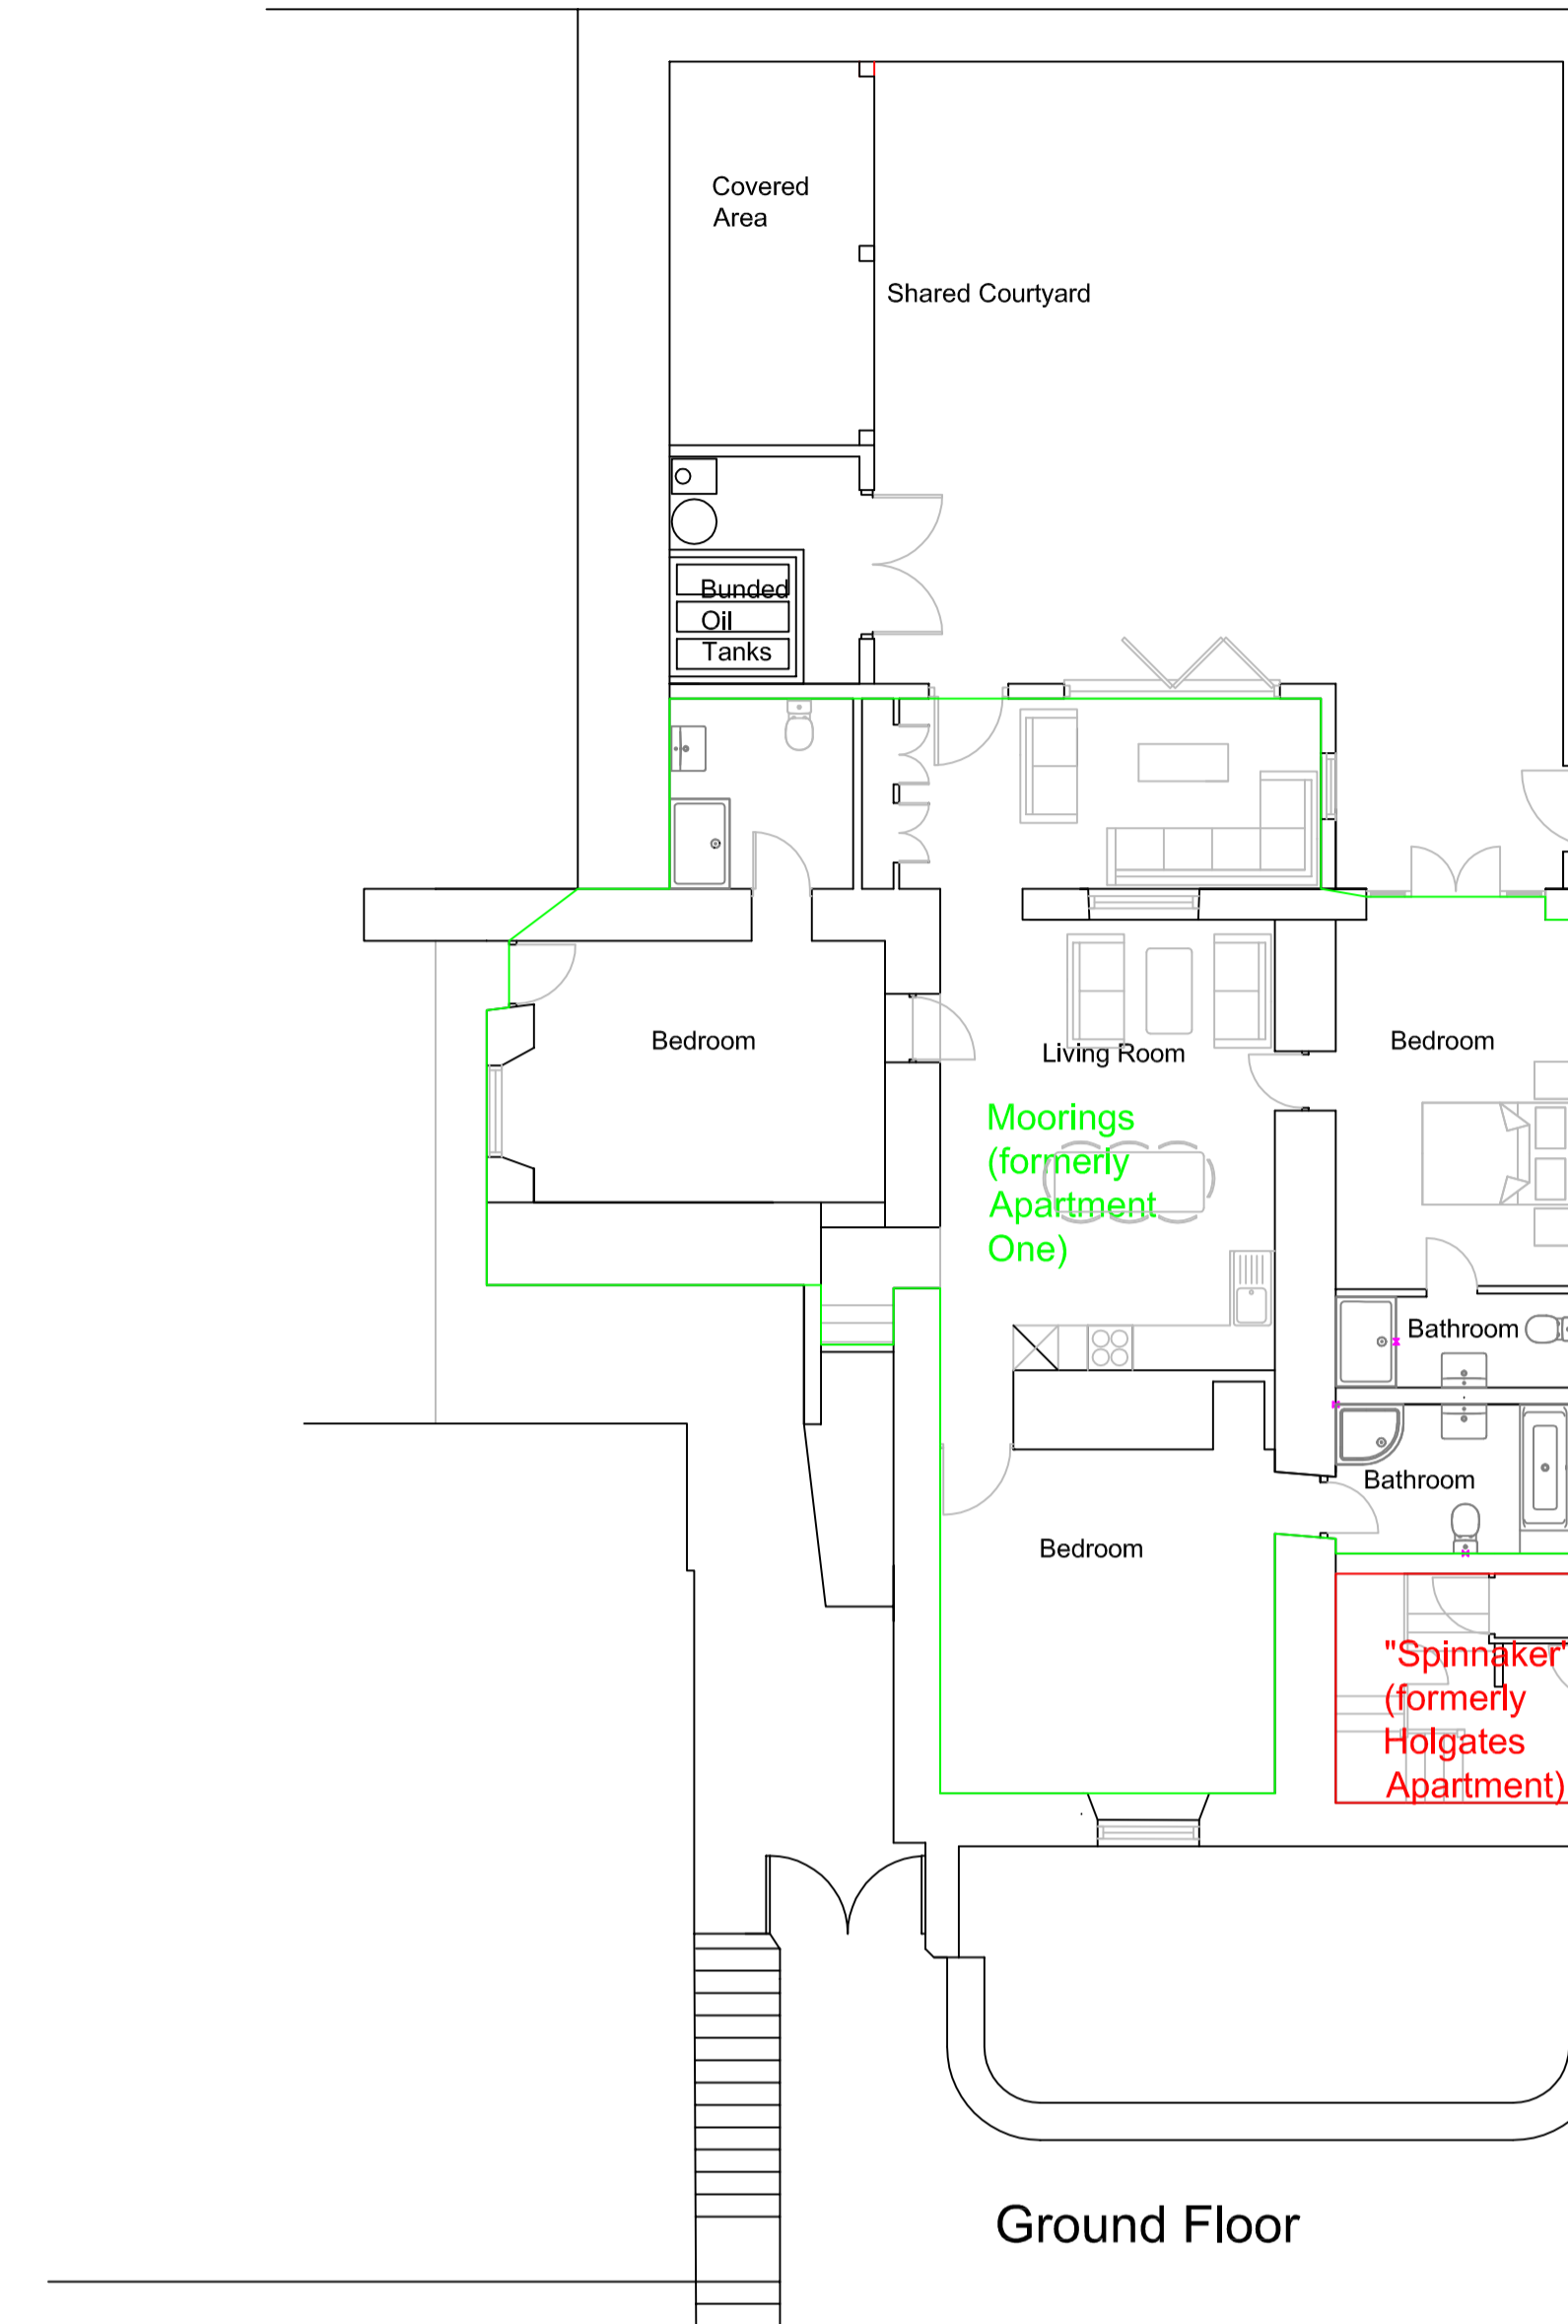 Covered
Area
Shared Courtyard
Bunded
Oil
Tanks
Bedroom
Living Room
Bedroom
Moorings
(formerly
Apartment
One)
Bathroom
Bathroom
Bedroom
"Spinnaker"
(formerly
Holgates
Apartment)
Ground Floor